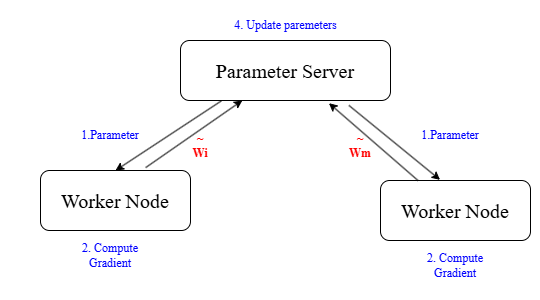 4. Update paremeters
Parameter Server
1.Parameter
1.Parameter
~
Wi
~
Wm
Worker Node
Worker Node
2. Compute
Gradient
2. Compute
Gradient